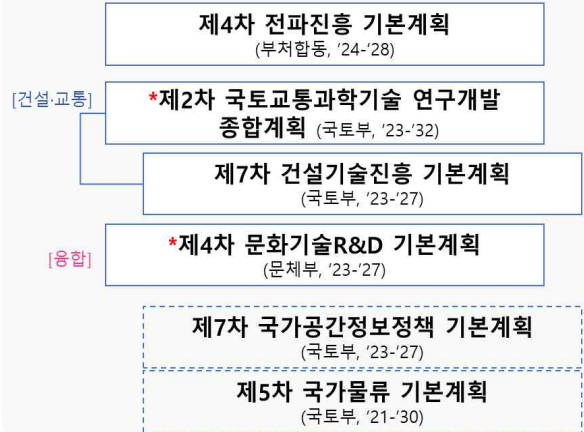 제4차 전파진흥 기본계획
(부처합동, '24-'28)
[건설·교통]
*제2차 국토교통과학기술 연구개발
종합계획 (국토부, '23-'32)
제7차 건설기술진흥 기본계획
(국토부, '23-'27)
[융합]
*제4차 문화기술R&D 기본계획
(문체부, '23-'27)
제7차 국가공간정보정책 기본계획
(국토부, '23-'27)
제5차 국가물류 기본계획
(국토부, '21-'30)